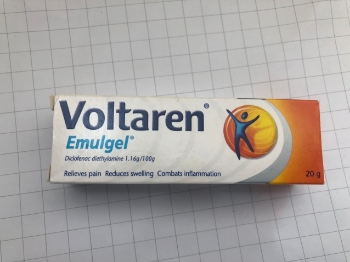 Voltaren®
Emulgel®
Diclofenac diethylamine 1.16g/100g
Relieves pain Reduces swelling Combats inflammation
20 g